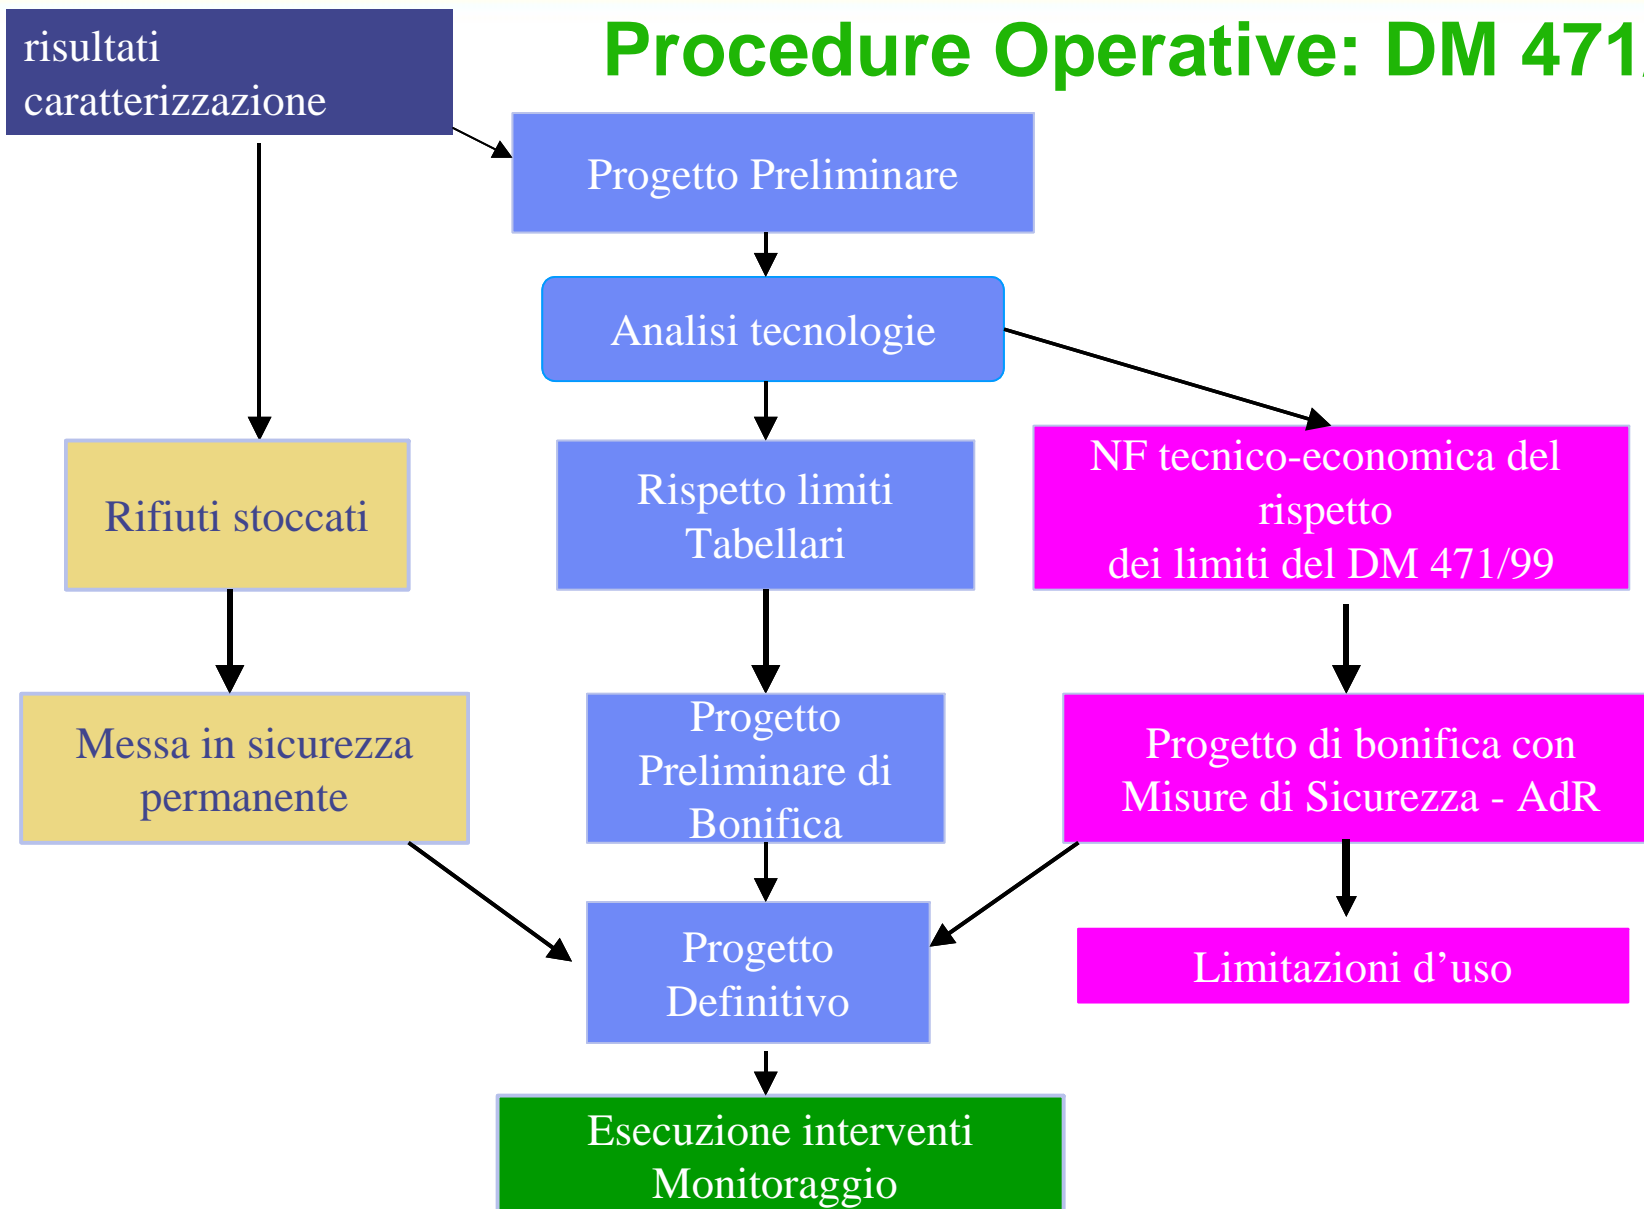 Procedure Operative: DM 471
risultati
caratterizzazione
Progetto Preliminare
Analisi tecnologie
Rifiuti stoccati
Rispetto limiti
Tabellari
NF tecnico-economica del
rispetto
dei limiti del DM 471/99
Messa in sicurezza
permanente
Progetto
Preliminare di
Bonifica
Progetto di bonifica con
Misure di Sicurezza - AdR
Progetto
Definitivo
Limitazioni d’uso
Esecuzione interventi
Monitoraggio